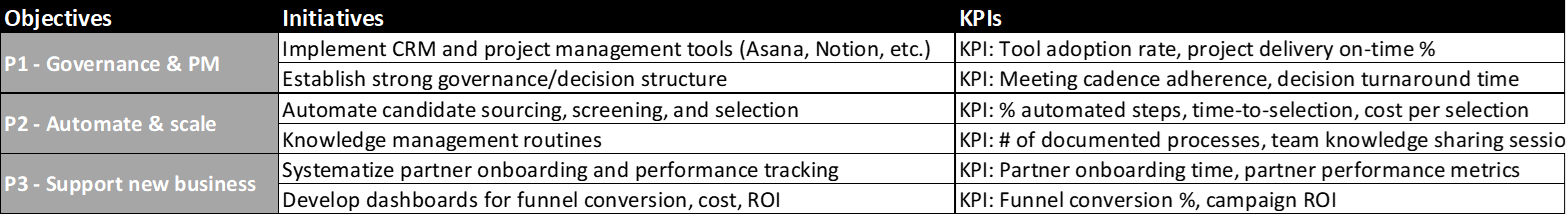 Objectives Initiatives KPIs
P1 - Governance & PM
Implement CRM and project management tools (Asana, Notion, etc.) KPI: Tool adoption rate, project delivery on-time %
Establish strong governance/decision structure KPI: Meeting cadence adherence, decision turnaround time
P2 - Automate & scale
Automate candidate sourcing, screening, and selection KPI: % automated steps, time-to-selection, cost per selection
Knowledge management routines KPI: # of documented processes, team knowledge sharing sessio
P3 - Support new business
Systematize partner onboarding and performance tracking KPI: Partner onboarding time, partner performance metrics
Develop dashboards for funnel conversion, cost, ROI KPI: Funnel conversion %, campaign ROI